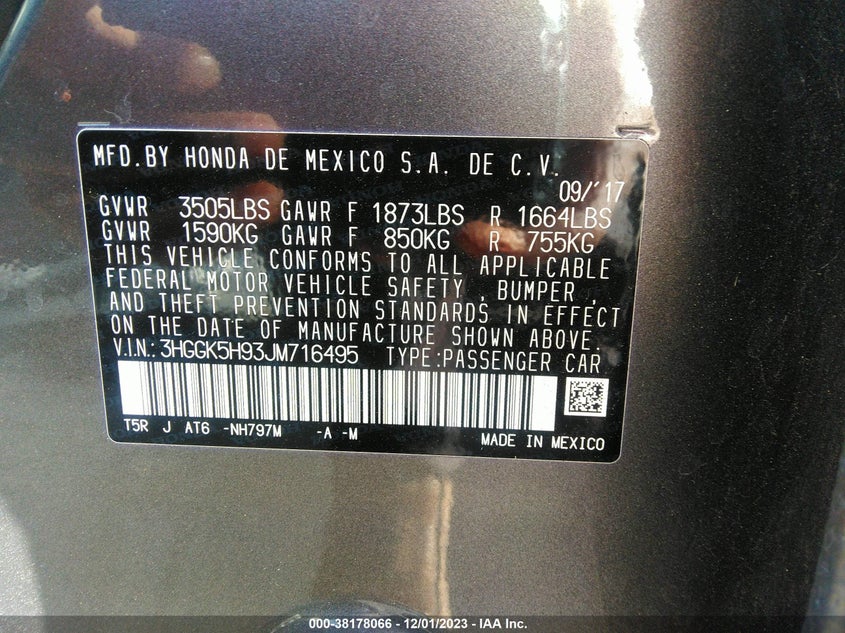 MFD.BY HONDA DE MEXICO S.A. DE C.V.
09/'17
GVWR 3505LBS GAWR F 1873LBS R 1664LBS
GVWR 1590KG GAWR F 850KG R 755KG
THIS VEHICLE CONFORMS TO ALL APPLICABLE
FEDERAL MOTOR VEHICLE SAFETY , BUMPER ,
AND THEFT PREVENTION STANDARDS IN EFFECT
ON THE DATE OF MANUFACTURE SHOWN ABOVE.
V.I.N.:3HGGK5H93JM716495 TYPE:PASSENGER CAR
T5R J AT6 -NH797M -A -M
MADE IN MEXICO
000-38178066 - 12/01/2023 - IAA Inc.